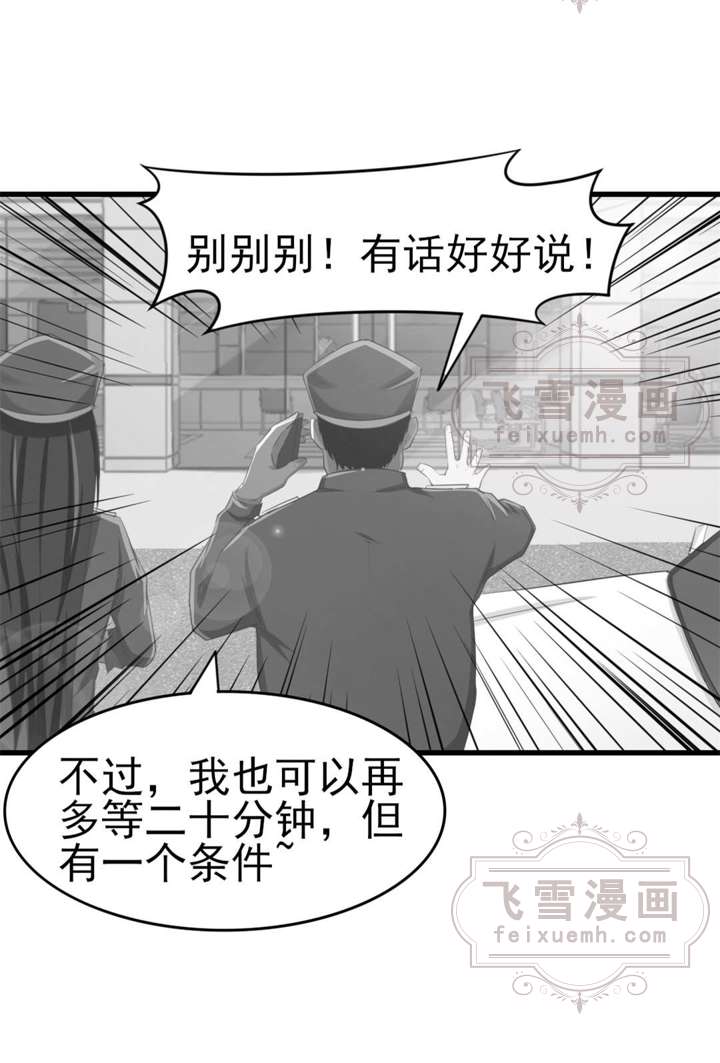 别别别！有话好好说！
飞雪漫画
feixuemh.com
不过，我也可以再
多等二十分钟，但
有一个条件~
飞雪漫画
feixuemh.com